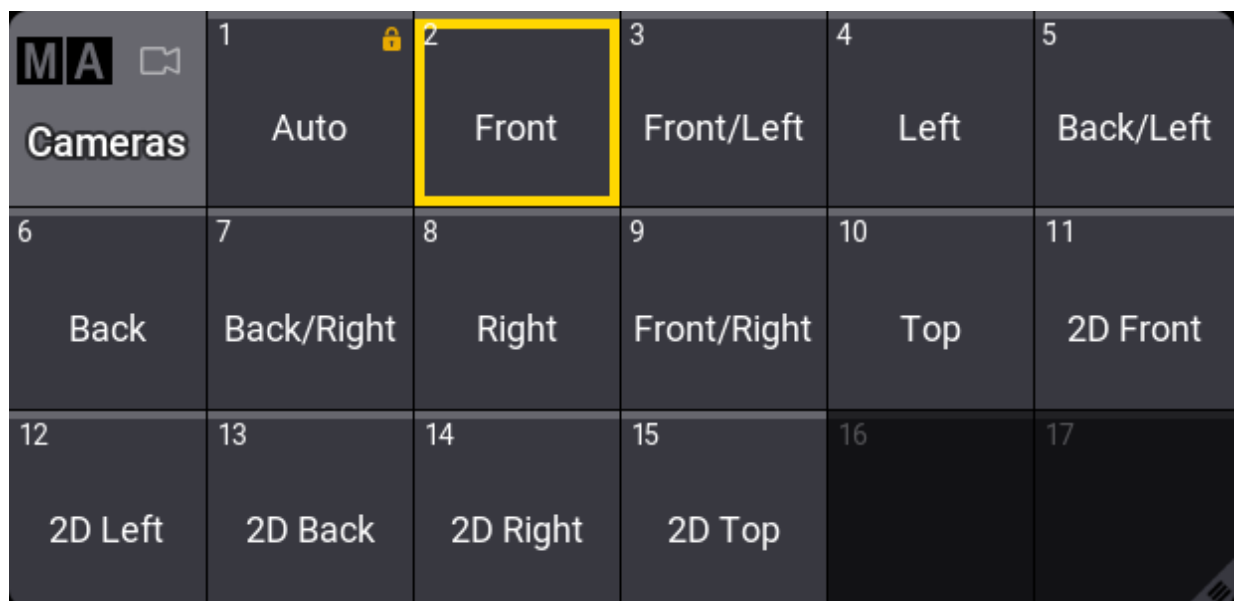 MA
Cameras
1
Auto
2
Front
3
Front/Left
4
Left
5
Back/Left
6
Back
7
Back/Right
8
Right
9
Front/Right
10
Top
11
2D Front
12
2D Left
13
2D Back
14
2D Right
15
2D Top
16
17